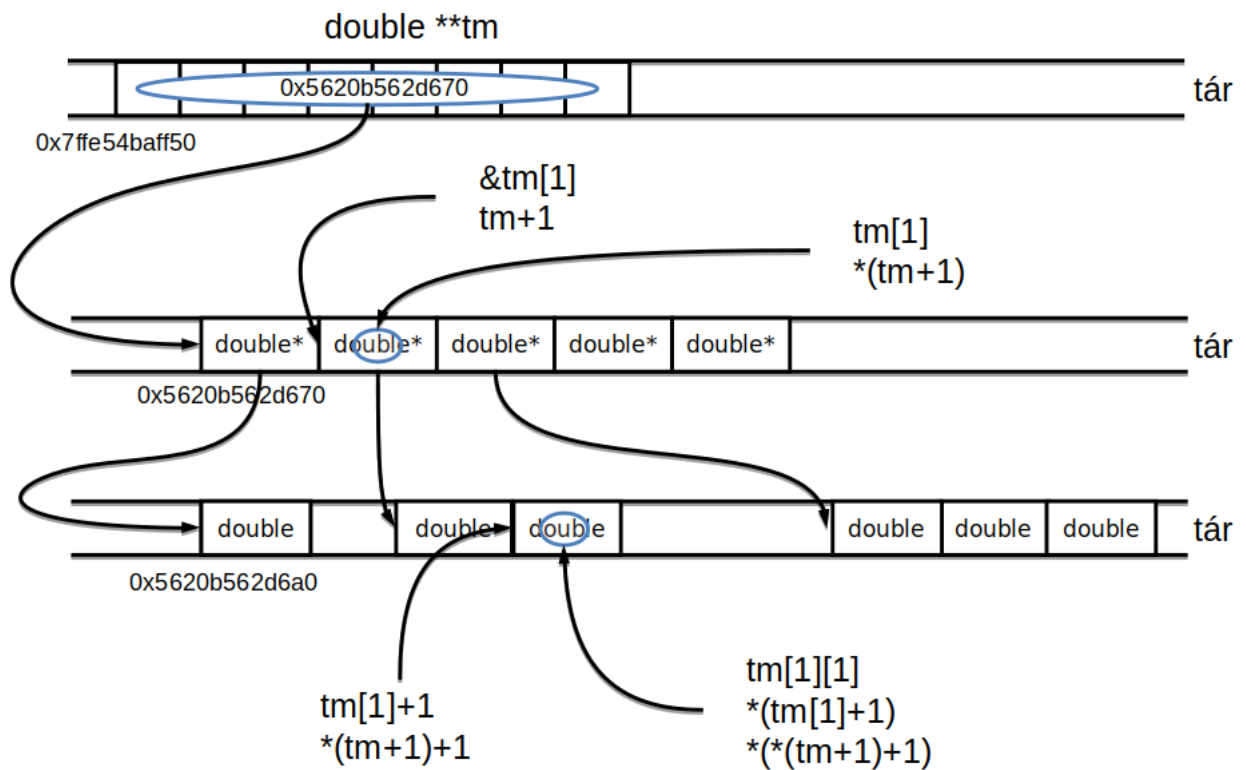 double **tm
0x5620b562d670
tár
0x7ffe54baff50
&tm[1]
tm+1
tm[1]
*(tm+1)
double* double* double* double* double*
tár
0x5620b562d670
double double double double double double
tár
0x5620b562d6a0
tm[1]+1
*(tm+1)+1
tm[1][1]
*(tm[1]+1)
*(*(tm+1)+1)